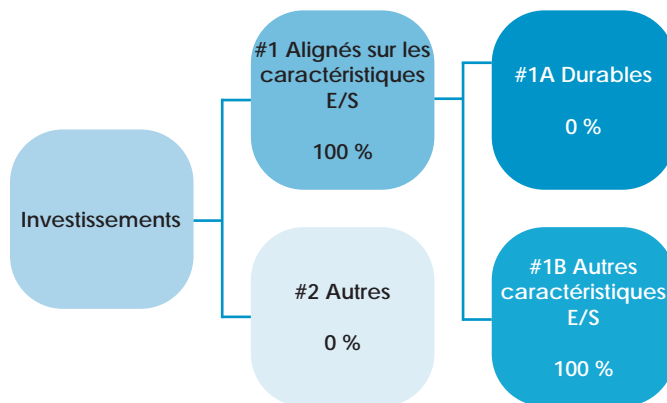 Investissements
#1 Alignés sur les
caractéristiques
E/S
100 %
#2 Autres
0 %
#1A Durables
0 %
#1B Autres
caractéristiques
E/S
100 %